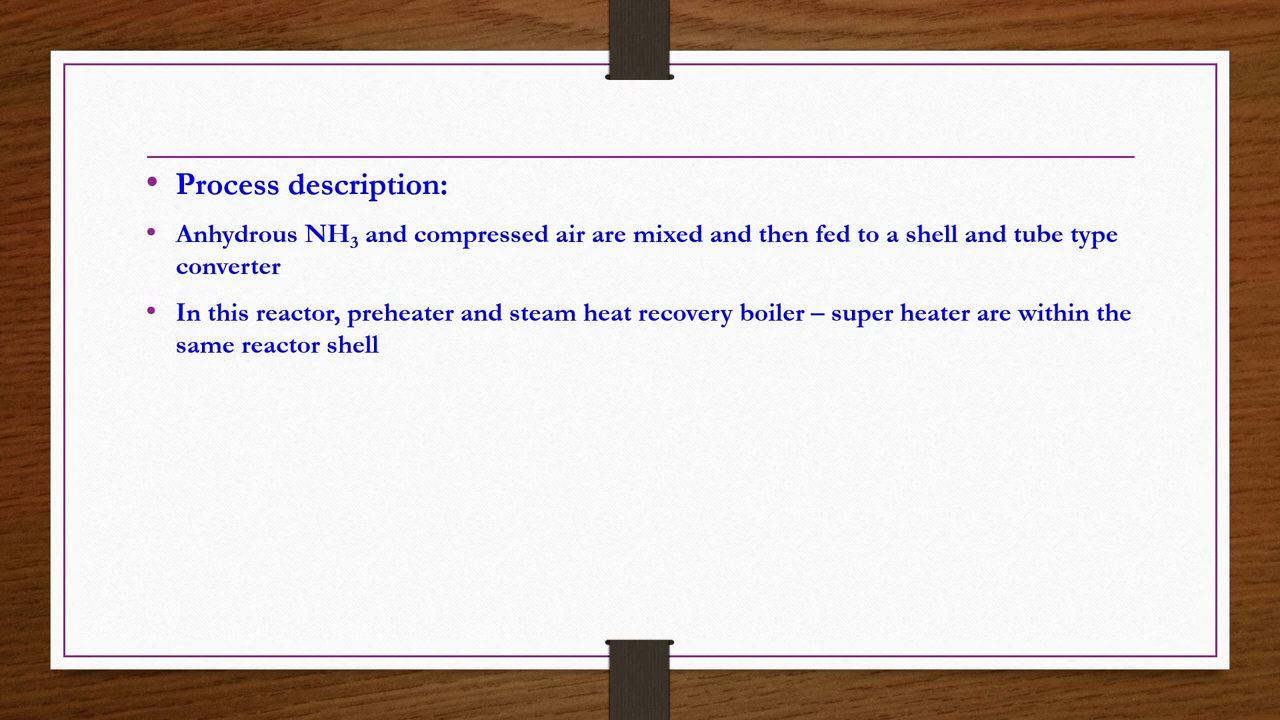 • Process description:
• Anhydrous NH₃ and compressed air are mixed and then fed to a shell and tube type
converter
• In this reactor, preheater and steam heat recovery boiler – super heater are within the
same reactor shell